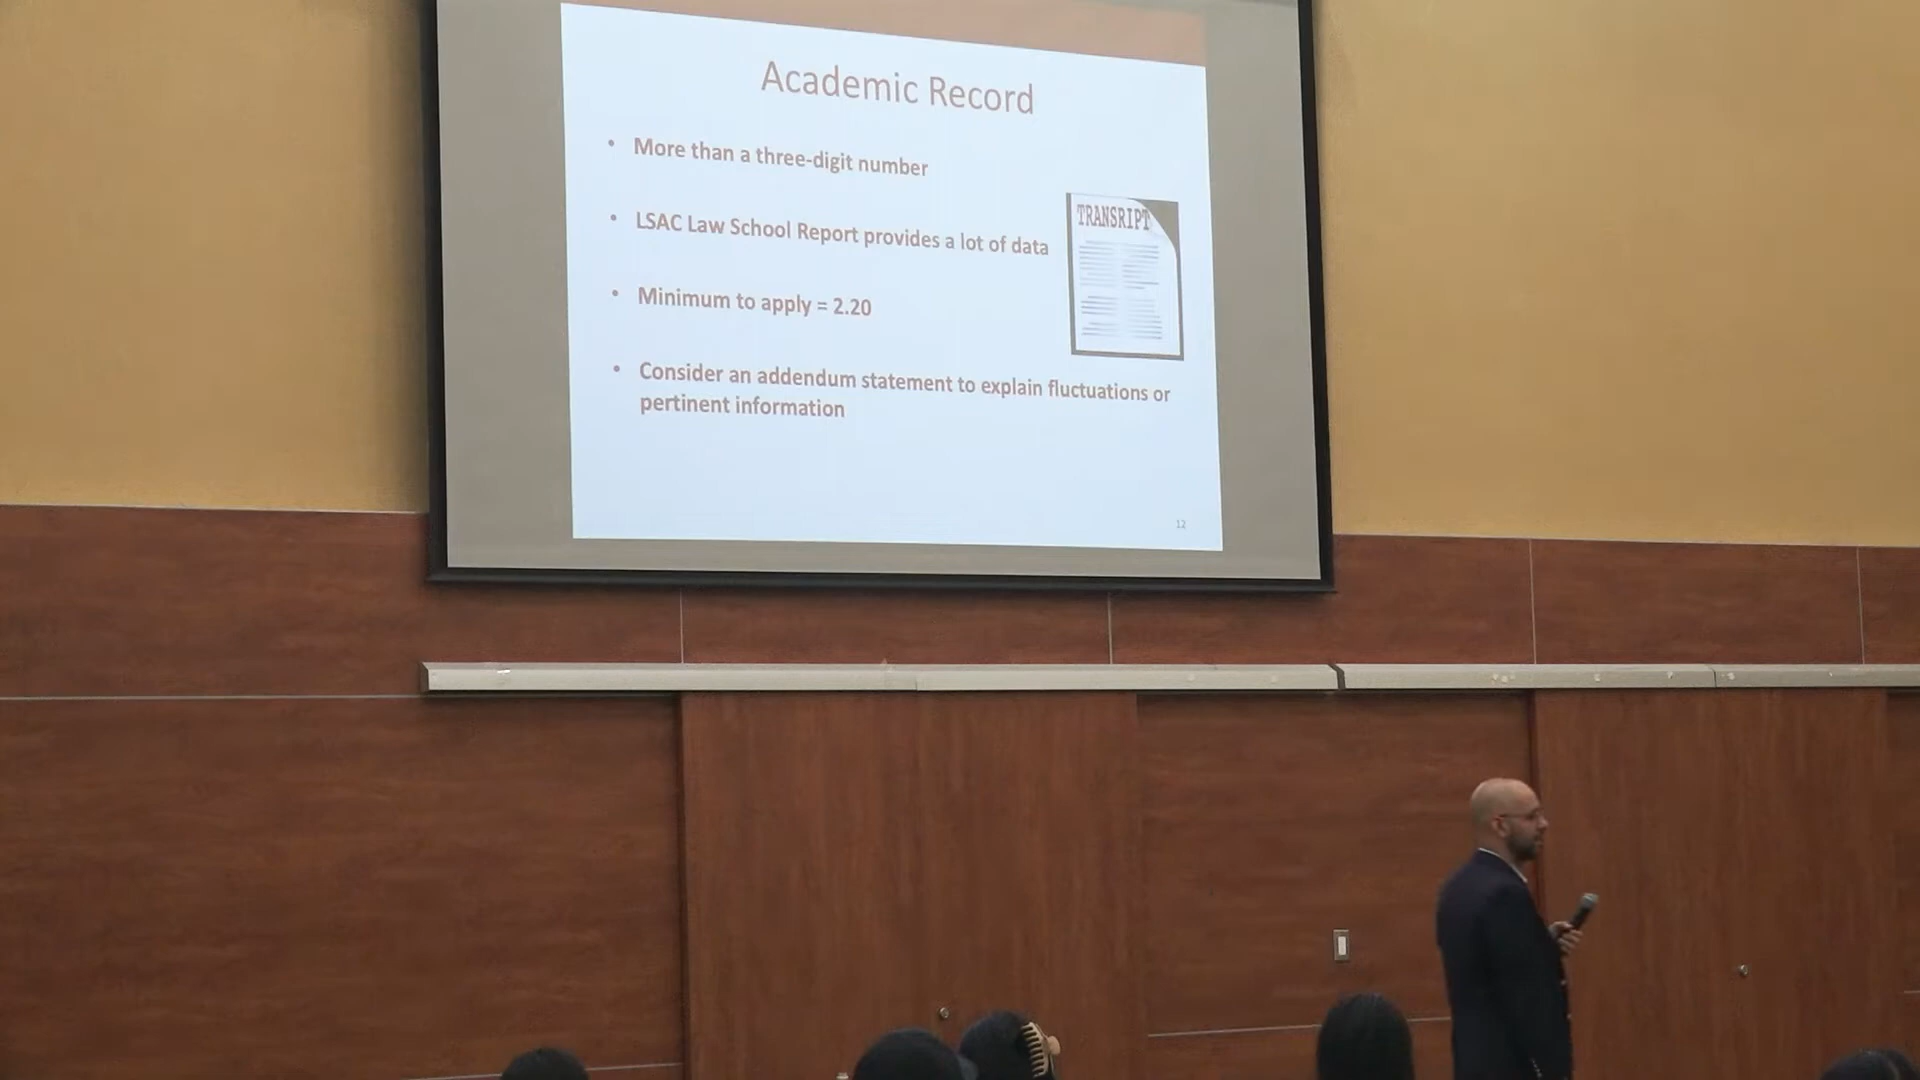 Academic Record
• More than a three-digit number
• LSAC Law School Report provides a lot of data
TRANSRIPT
• Minimum to apply = 2.20
• Consider an addendum statement to explain fluctuations or
pertinent information
12